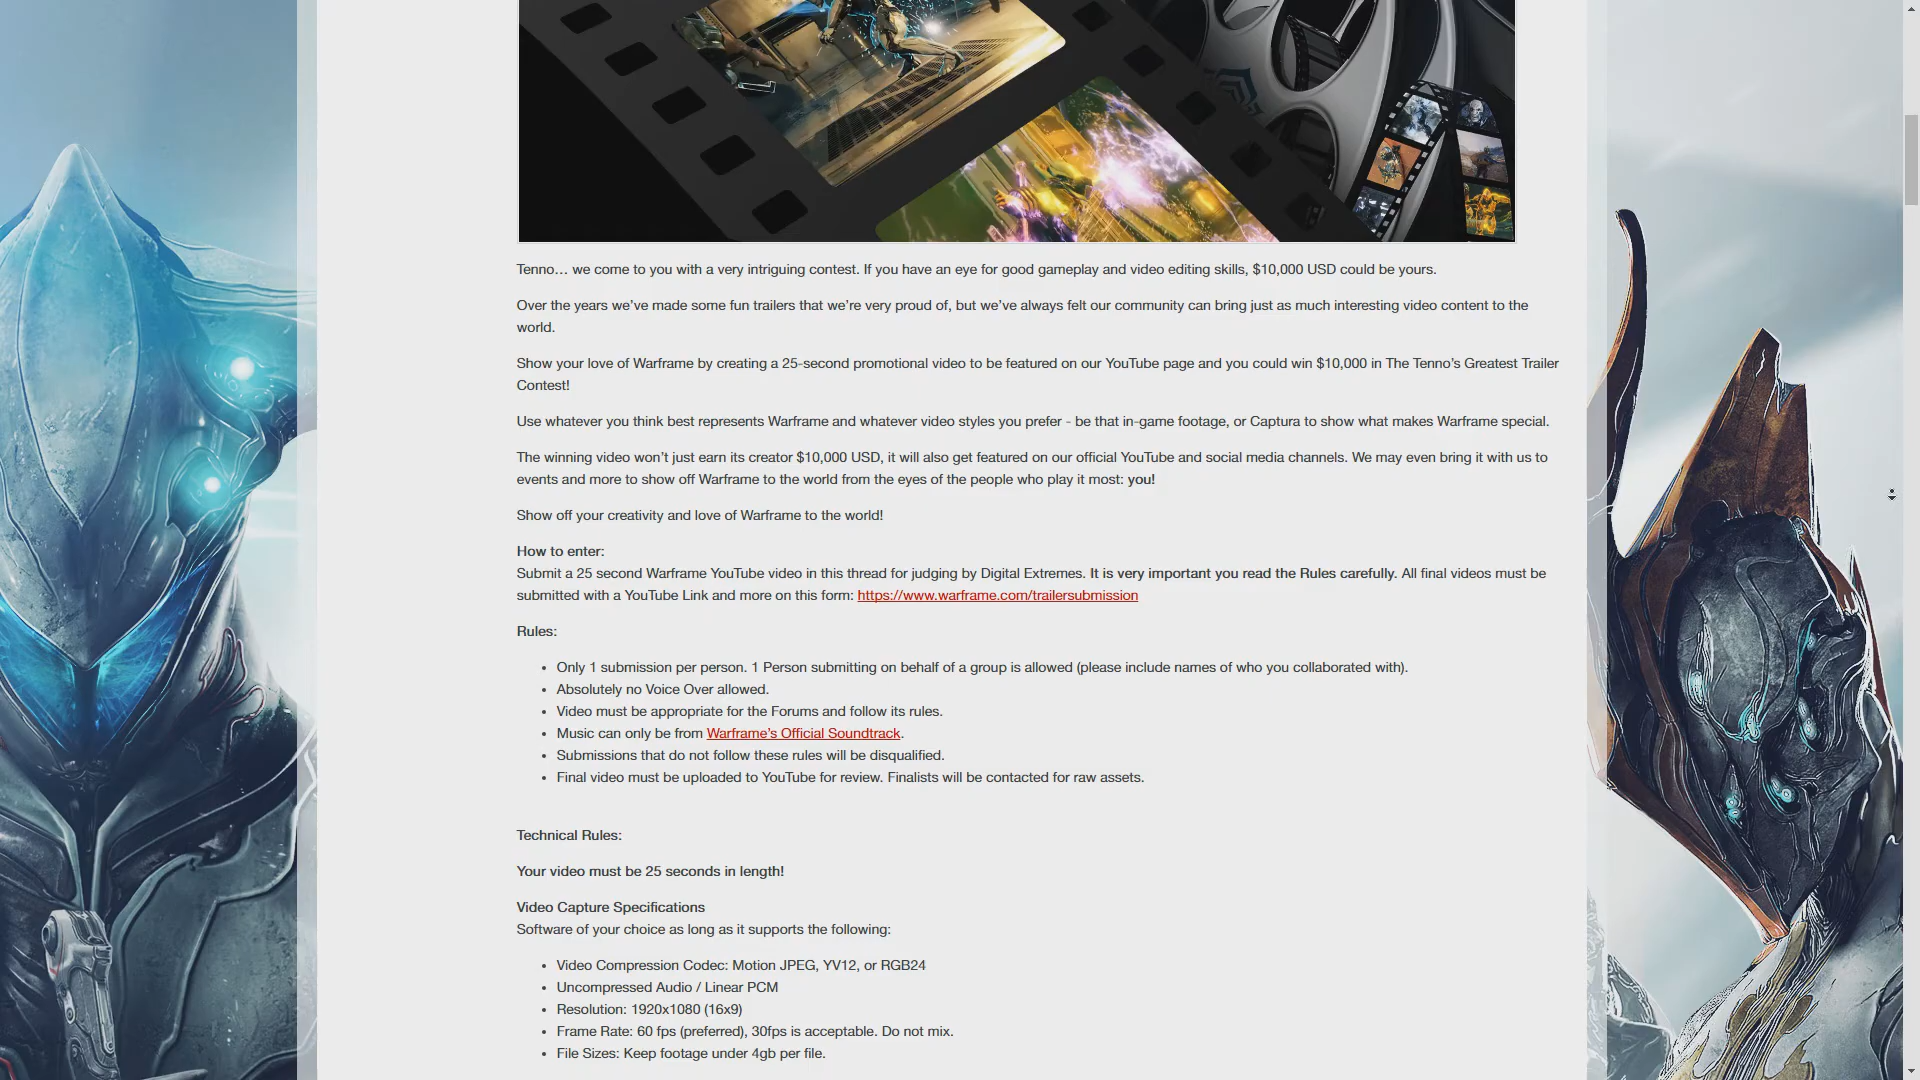 Tenno… we come to you with a very intriguing contest. If you have an eye for good gameplay and video editing skills, $10,000 USD could be yours.
Over the years we’ve made some fun trailers that we’re very proud of, but we’ve always felt our community can bring just as much interesting video content to the
world.
Show your love of Warframe by creating a 25-second promotional video to be featured on our YouTube page and you could win $10,000 in The Tenno’s Greatest Trailer
Contest!
Use whatever you think best represents Warframe and whatever video styles you prefer - be that in-game footage, or Captura to show what makes Warframe special.
The winning video won’t just earn its creator $10,000 USD, it will also get featured on our official YouTube and social media channels. We may even bring it with us to
events and more to show off Warframe to the world from the eyes of the people who play it most: you!
Show off your creativity and love of Warframe to the world!
How to enter:
Submit a 25 second Warframe YouTube video in this thread for judging by Digital Extremes. It is very important you read the Rules carefully. All final videos must be
submitted with a YouTube Link and more on this form: https://www.warframe.com/trailersubmission
Rules:
• Only 1 submission per person. 1 Person submitting on behalf of a group is allowed (please include names of who you collaborated with).
• Absolutely no Voice Over allowed.
• Video must be appropriate for the Forums and follow its rules.
• Music can only be from Warframe’s Official Soundtrack.
• Submissions that do not follow these rules will be disqualified.
• Final video must be uploaded to YouTube for review. Finalists will be contacted for raw assets.
Technical Rules:
Your video must be 25 seconds in length!
Video Capture Specifications
Software of your choice as long as it supports the following:
• Video Compression Codec: Motion JPEG, YV12, or RGB24
• Uncompressed Audio / Linear PCM
• Resolution: 1920x1080 (16x9)
• Frame Rate: 60 fps (preferred), 30fps is acceptable. Do not mix.
• File Sizes: Keep footage under 4gb per file.